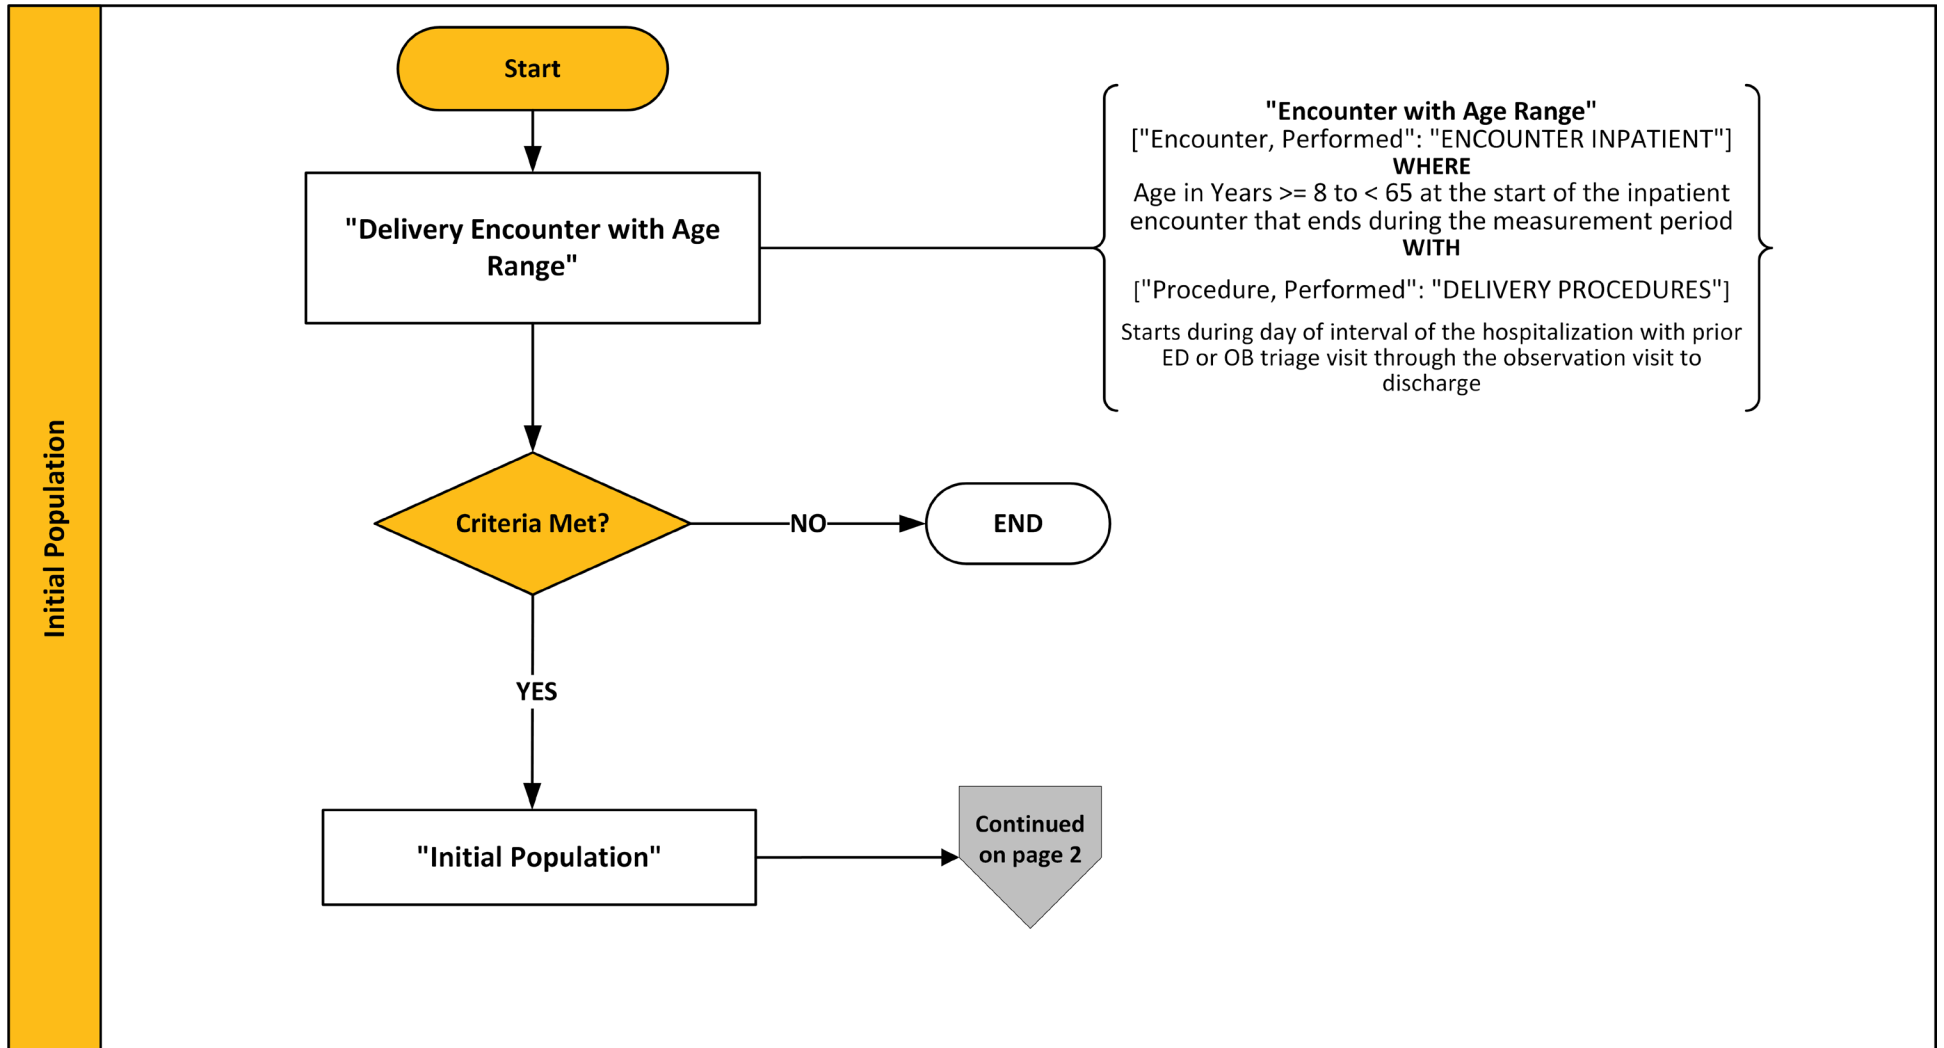 Initial Population
Start
"Delivery Encounter with Age
Range"
"Encounter with Age Range"
["Encounter, Performed": "ENCOUNTER INPATIENT"]
WHERE
Age in Years >= 8 to < 65 at the start of the inpatient
encounter that ends during the measurement period
WITH
["Procedure, Performed": "DELIVERY PROCEDURES"]
Starts during day of interval of the hospitalization with prior
ED or OB triage visit through the observation visit to
discharge
Criteria Met?
NO
END
YES
"Initial Population"
Continued
on page 2